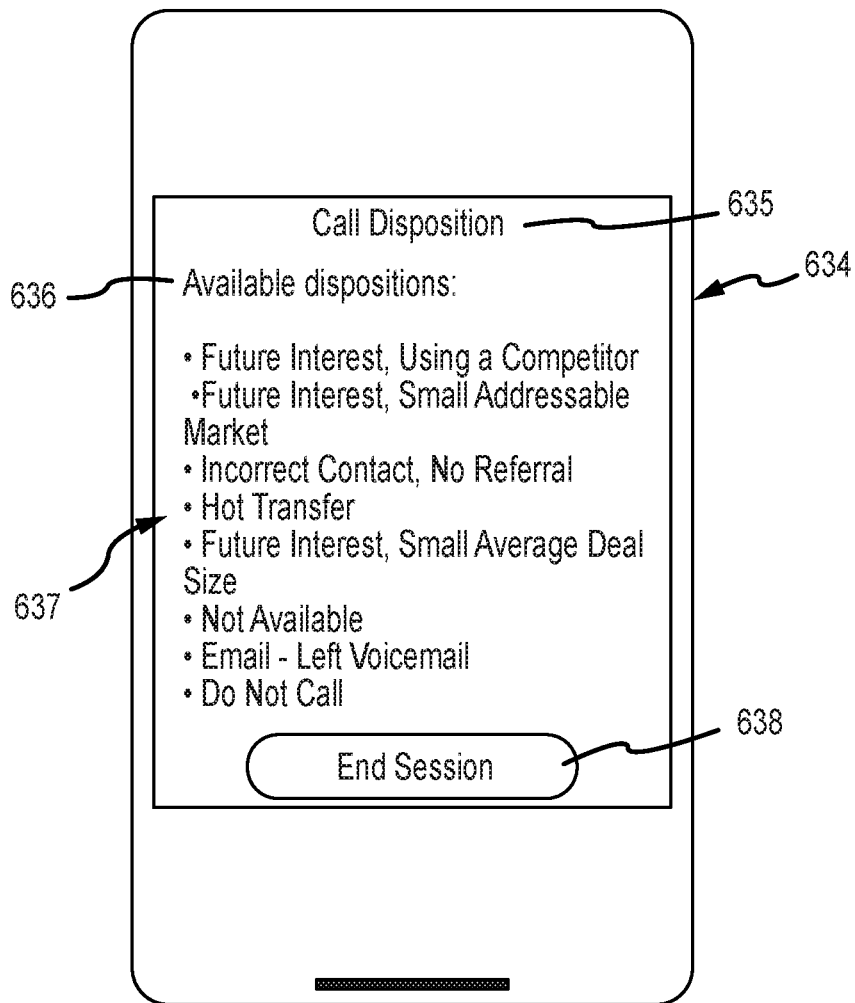 Call Disposition
635
634
636
Available dispositions:
• Future Interest, Using a Competitor
•Future Interest, Small Addressable
Market
• Incorrect Contact, No Referral
• Hot Transfer
• Future Interest, Small Average Deal
Size
637
• Not Available
• Email - Left Voicemail
• Do Not Call
638
End Session